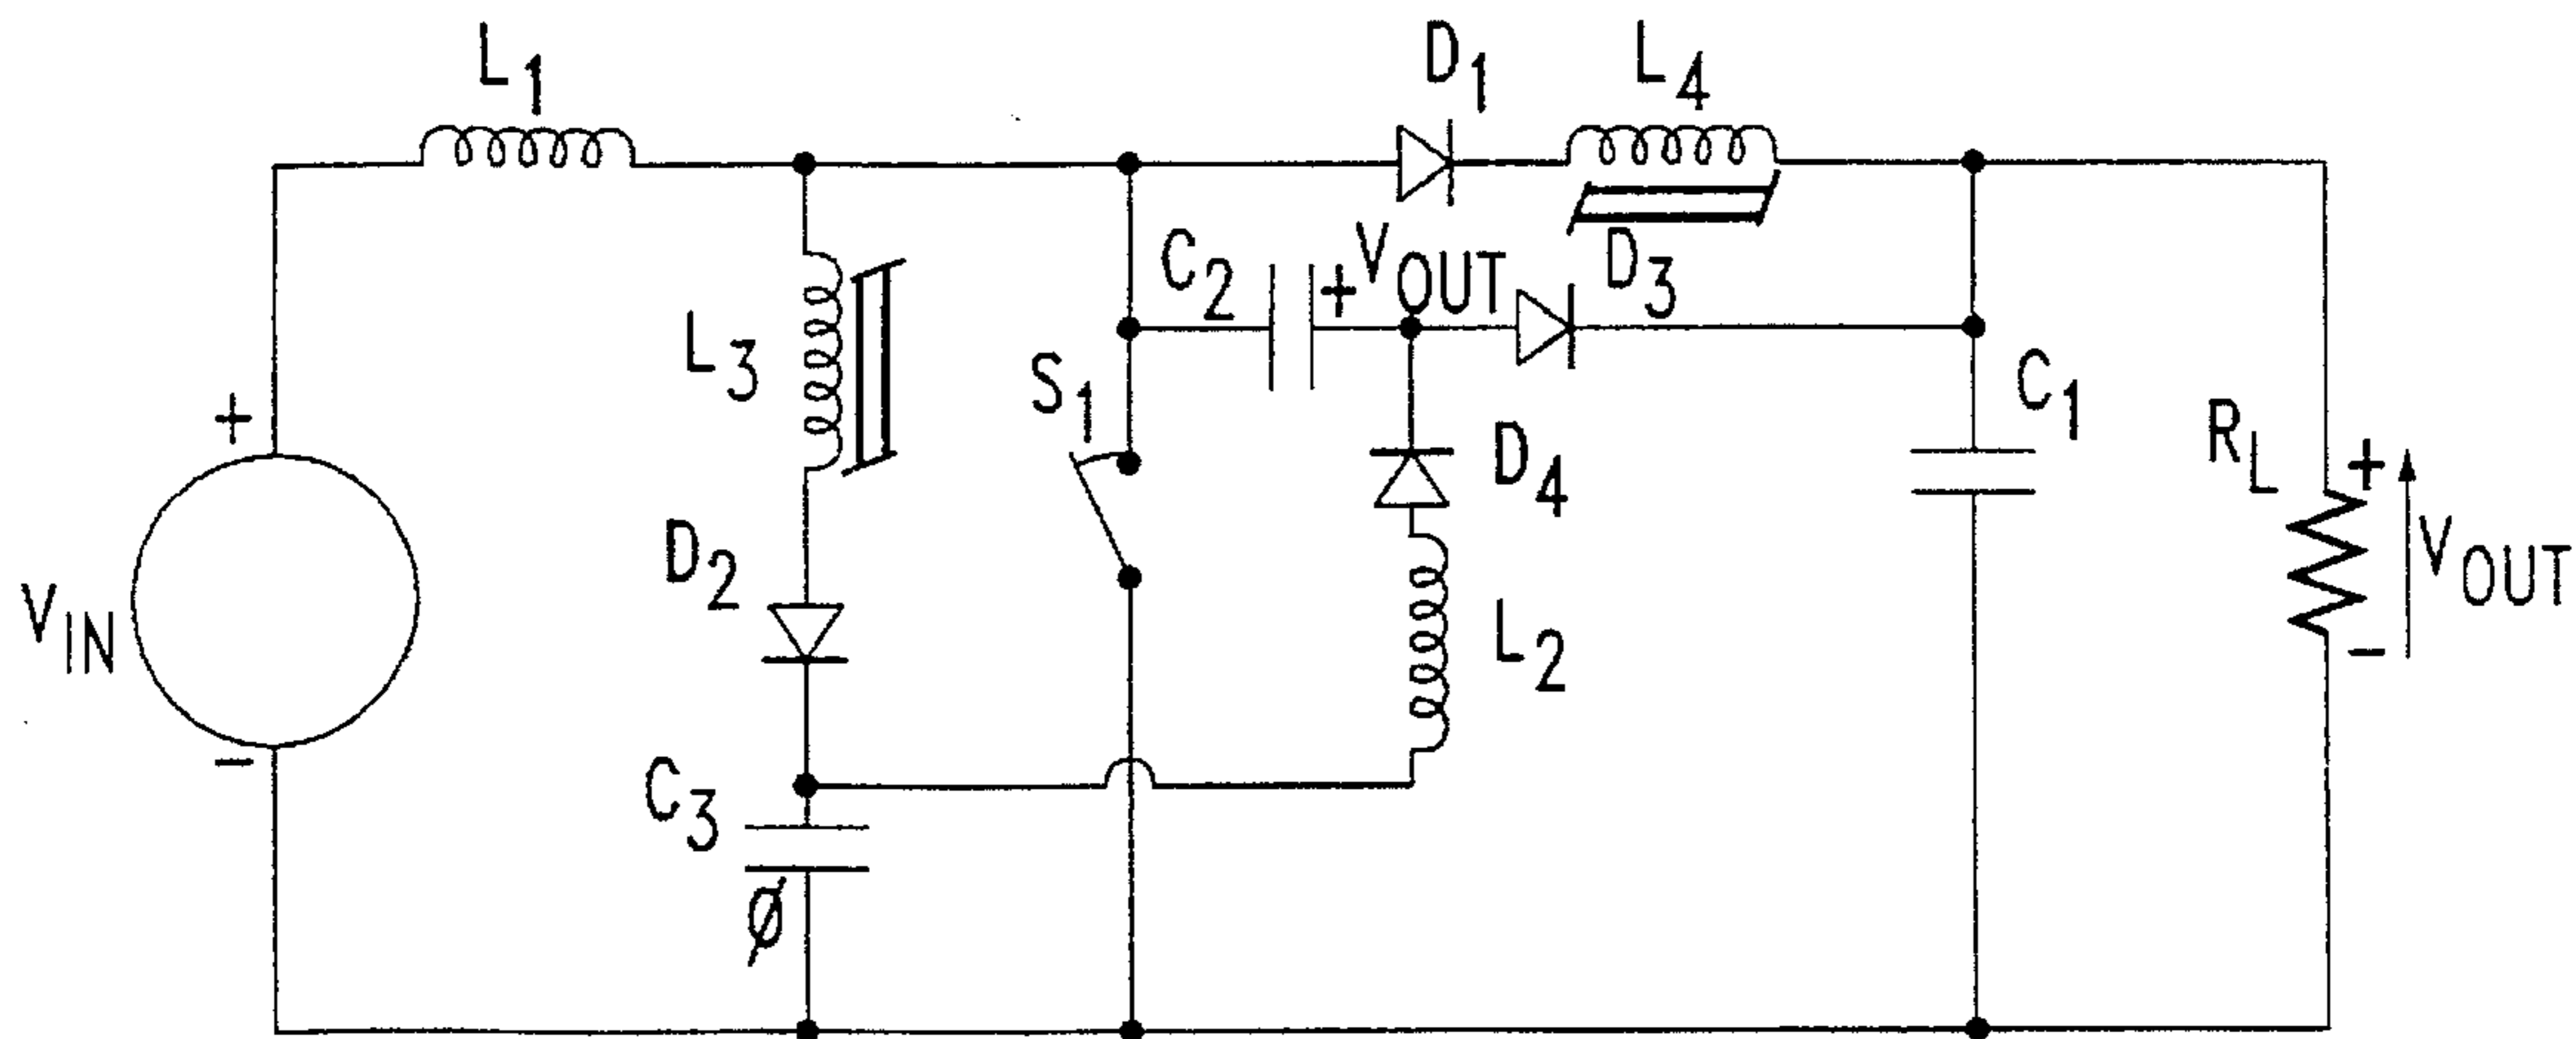 L1
D1
L4
C2
+
VOUT
D3
L3
S1
C1
+
D4
RL
+
D2
VIN
L2
VOUT
-
-
C3
Ø